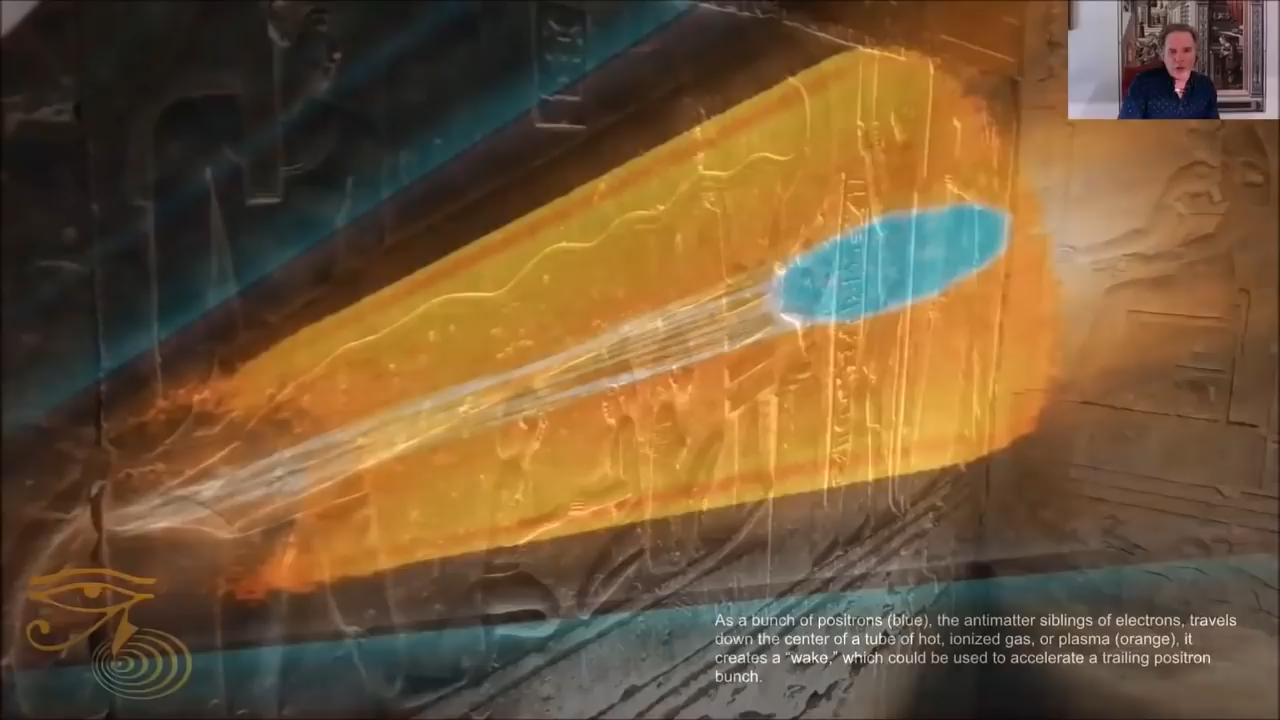 As a bunch of positrons (blue), the antimatter siblings of electrons, travels
down the center of a tube of hot, ionized gas, or plasma (orange), it
creates a “wake,” which could be used to accelerate a trailing positron
bunch.